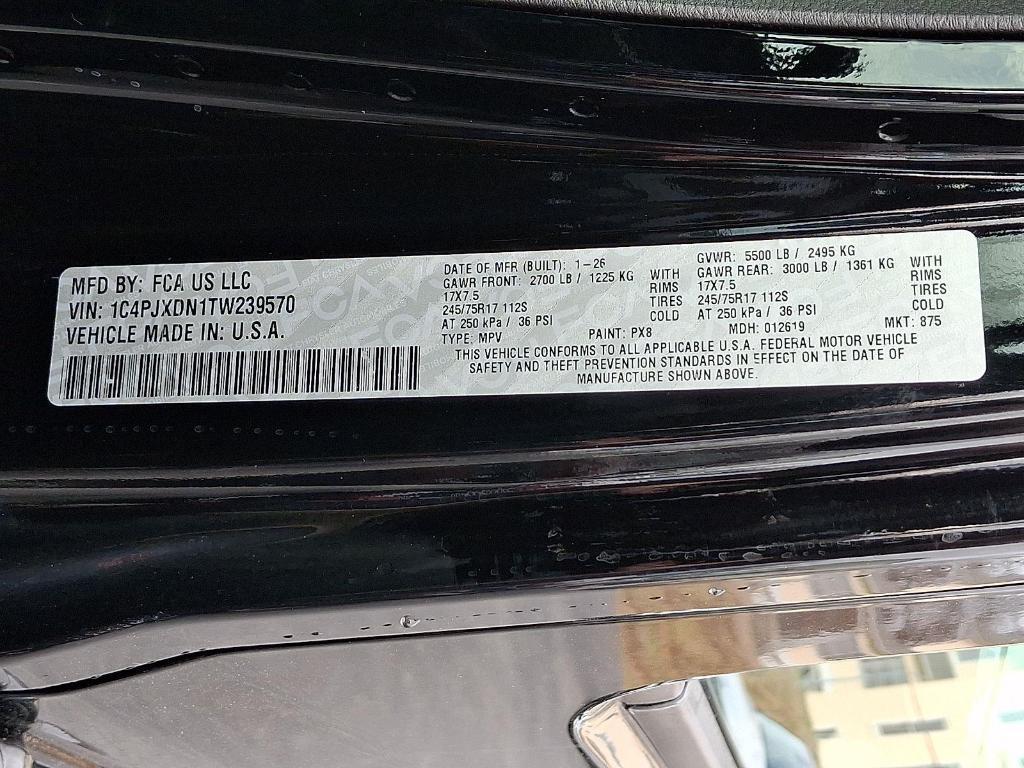 MFD BY: FCA US LLC
VIN: 1C4PJXDN1TW239570
VEHICLE MADE IN: U.S.A.
DATE OF MFR (BUILT): 1-26
GAWR FRONT: 2700 LB / 1225 KG WITH
17X7.5 RIMS
245/75R17 112S TIRES
AT 250 kPa / 36 PSI COLD
GVWR: 5500 LB / 2495 KG
GAWR REAR: 3000 LB / 1361 KG WITH
17X7.5 RIMS
245/75R17 112S TIRES
AT 250 kPa / 36 PSI COLD
TYPE: MPV PAINT: PX8 MDH: 012619 MKT: 875
THIS VEHICLE CONFORMS TO ALL APPLICABLE U.S.A. FEDERAL MOTOR VEHICLE
SAFETY AND THEFT PREVENTION STANDARDS IN EFFECT ON THE DATE OF
MANUFACTURE SHOWN ABOVE.